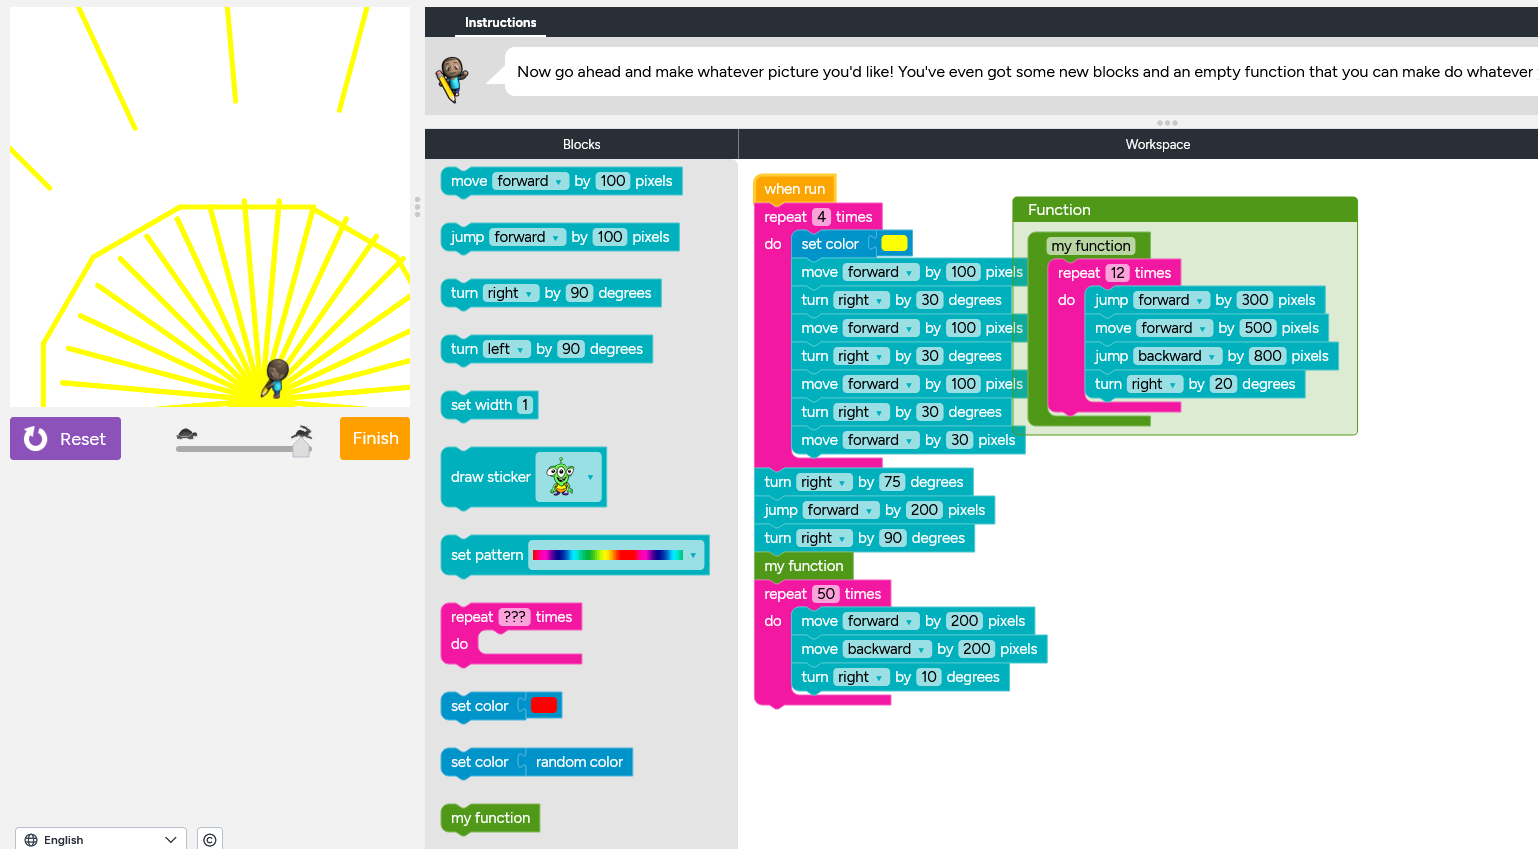 Instructions
Now go ahead and make whatever picture you'd like! You've even got some new blocks and an empty function that you can make do whatever
Blocks
Workspace
move forward by 100 pixels
jump forward by 100 pixels
turn right by 90 degrees
turn left by 90 degrees
set width 1
draw sticker
set pattern
repeat ??? times
do
set color
set color random color
my function
when run
repeat 4 times
do set color
move forward by 100 pixels
turn right by 30 degrees
move forward by 100 pixels
turn right by 30 degrees
move forward by 100 pixels
turn right by 30 degrees
move forward by 30 pixels
turn right by 75 degrees
jump forward by 200 pixels
turn right by 90 degrees
my function
repeat 50 times
do move forward by 200 pixels
move backward by 200 pixels
turn right by 10 degrees
Function
my function
repeat 12 times
do jump forward by 300 pixels
move forward by 500 pixels
jump backward by 800 pixels
turn right by 20 degrees
Reset
Finish
English
©